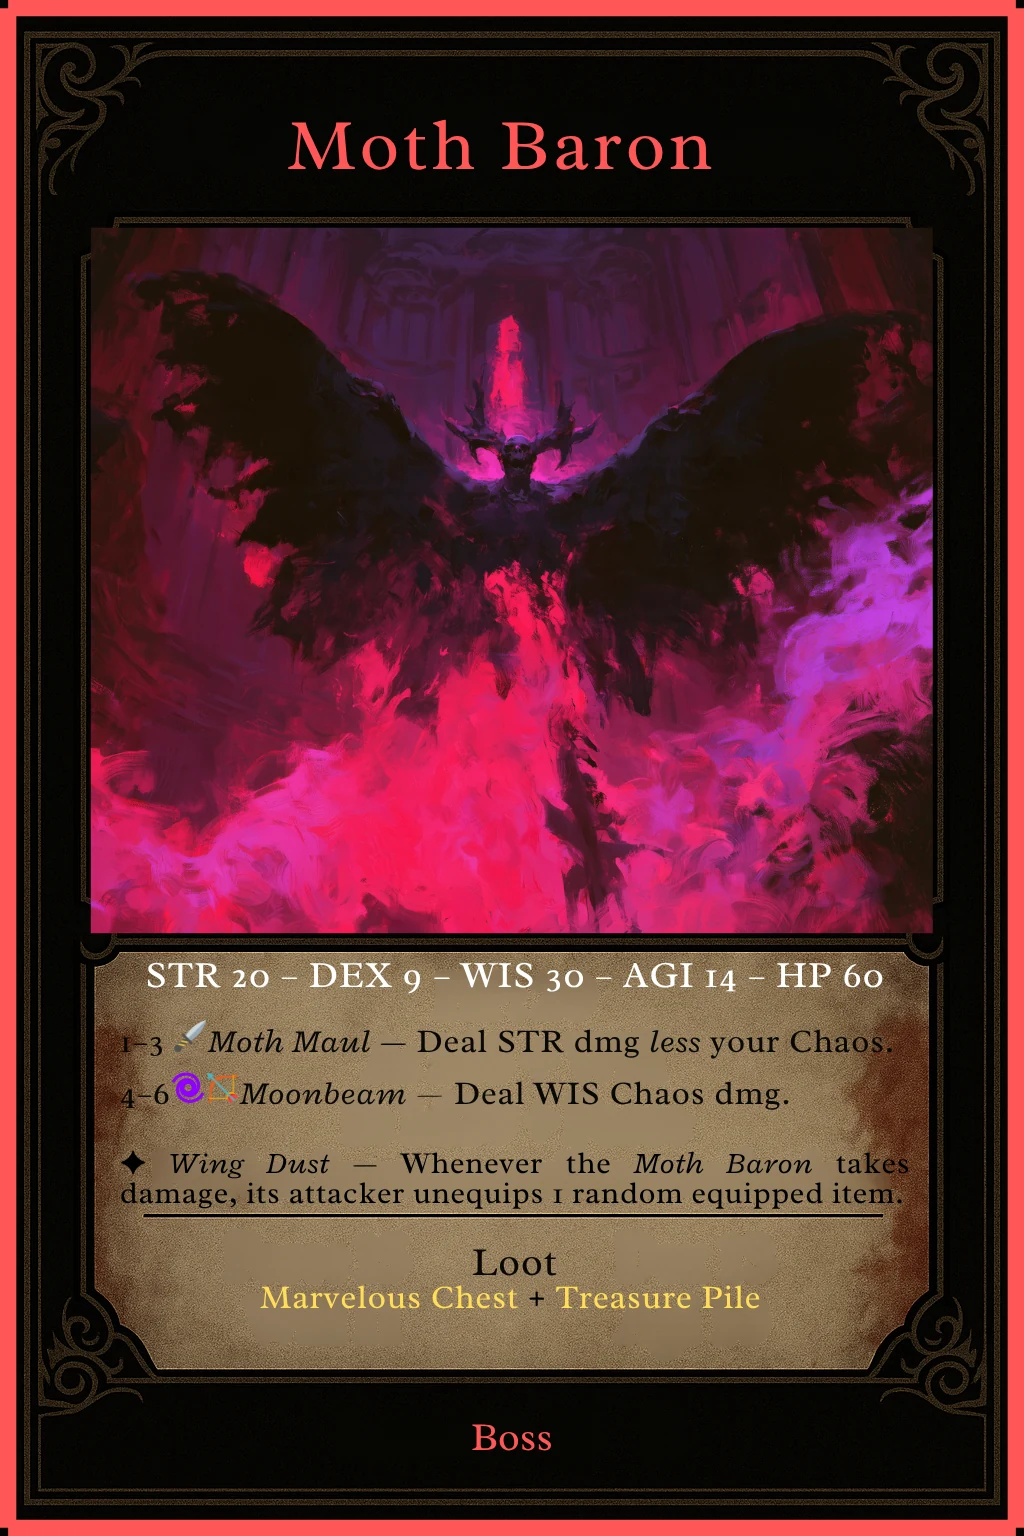 Moth Baron
STR 20 – DEX 9 – WIS 30 – AGI 14 – HP 60
1–3 🗡️ Moth Maul — Deal STR dmg less your Chaos.
4–6 🌀🏹 Moonbeam — Deal WIS Chaos dmg.
✦ Wing Dust — Whenever the Moth Baron takes
damage, its attacker unequips 1 random equipped item.
Loot
Marvelous Chest + Treasure Pile
Boss